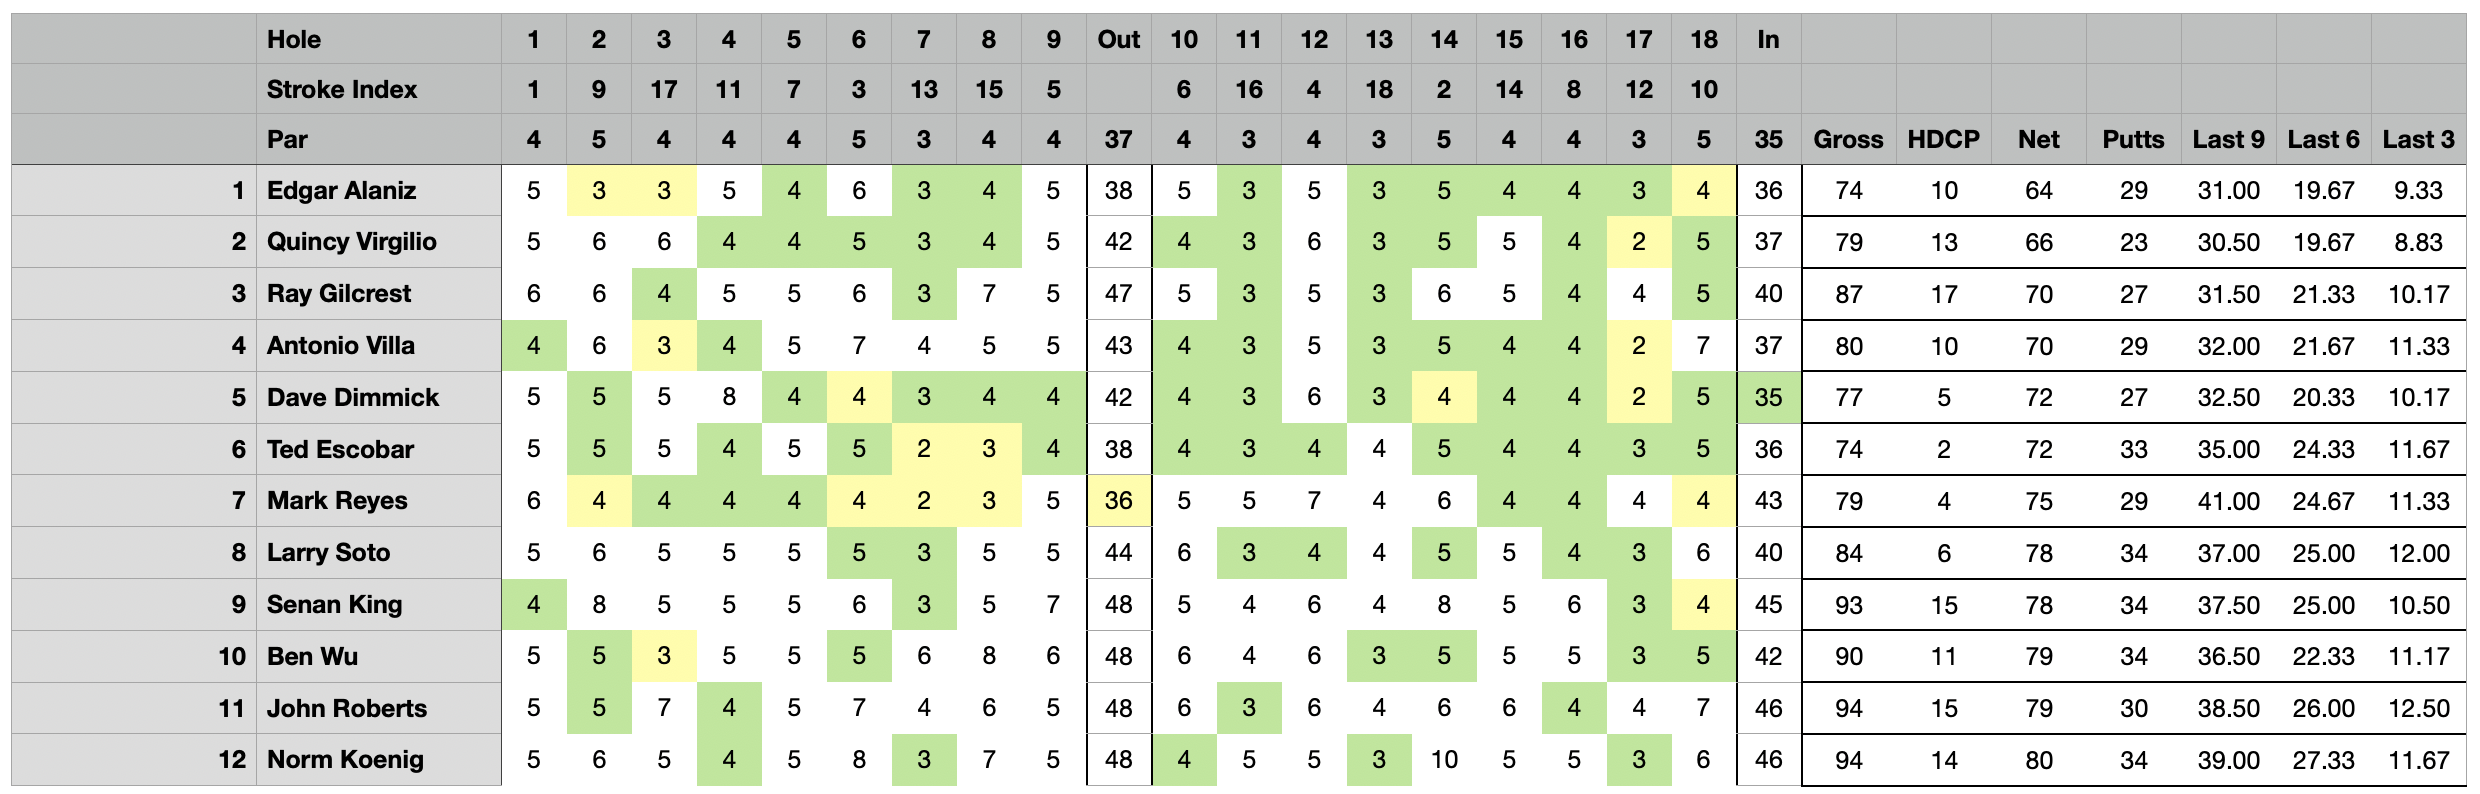 Hole 1 2 3 4 5 6 7 8 9 Out 10 11 12 13 14 15 16 17 18 In
Stroke Index 1 9 17 11 7 3 13 15 5 6 16 4 18 2 14 8 12 10
Par 4 5 4 4 4 5 3 4 4 37 4 3 4 3 5 4 4 3 5 35 Gross HDCP Net Putts Last 9 Last 6 Last 3
1 Edgar Alaniz 5 3 3 5 4 6 3 4 5 38 5 3 5 3 5 4 4 3 4 36 74 10 64 29 31.00 19.67 9.33
2 Quincy Virgilio 5 6 6 4 4 5 3 4 5 42 4 3 6 3 5 5 4 2 5 37 79 13 66 23 30.50 19.67 8.83
3 Ray Gilcrest 6 6 4 5 5 6 3 7 5 47 5 3 5 3 6 5 4 4 5 40 87 17 70 27 31.50 21.33 10.17
4 Antonio Villa 4 6 3 4 5 7 4 5 5 43 4 3 5 3 5 4 4 2 7 37 80 10 70 29 32.00 21.67 11.33
5 Dave Dimmick 5 5 5 8 4 4 3 4 4 42 4 3 6 3 4 4 4 2 5 35 77 5 72 27 32.50 20.33 10.17
6 Ted Escobar 5 5 5 4 5 5 2 3 4 38 4 3 4 4 5 4 4 3 5 36 74 2 72 33 35.00 24.33 11.67
7 Mark Reyes 6 4 4 4 4 4 2 3 5 36 5 5 7 4 6 4 4 4 4 43 79 4 75 29 41.00 24.67 11.33
8 Larry Soto 5 6 5 5 5 5 3 5 5 44 6 3 4 4 5 5 4 3 6 40 84 6 78 34 37.00 25.00 12.00
9 Senan King 4 8 5 5 5 6 3 5 7 48 5 4 6 4 8 5 6 3 4 45 93 15 78 34 37.50 25.00 10.50
10 Ben Wu 5 5 3 5 5 5 6 8 6 48 6 4 6 3 5 5 5 3 5 42 90 11 79 34 36.50 22.33 11.17
11 John Roberts 5 5 7 4 5 7 4 6 5 48 6 3 6 4 6 6 4 4 7 46 94 15 79 30 38.50 26.00 12.50
12 Norm Koenig 5 6 5 4 5 8 3 7 5 48 4 5 5 3 10 5 5 3 6 46 94 14 80 34 39.00 27.33 11.67